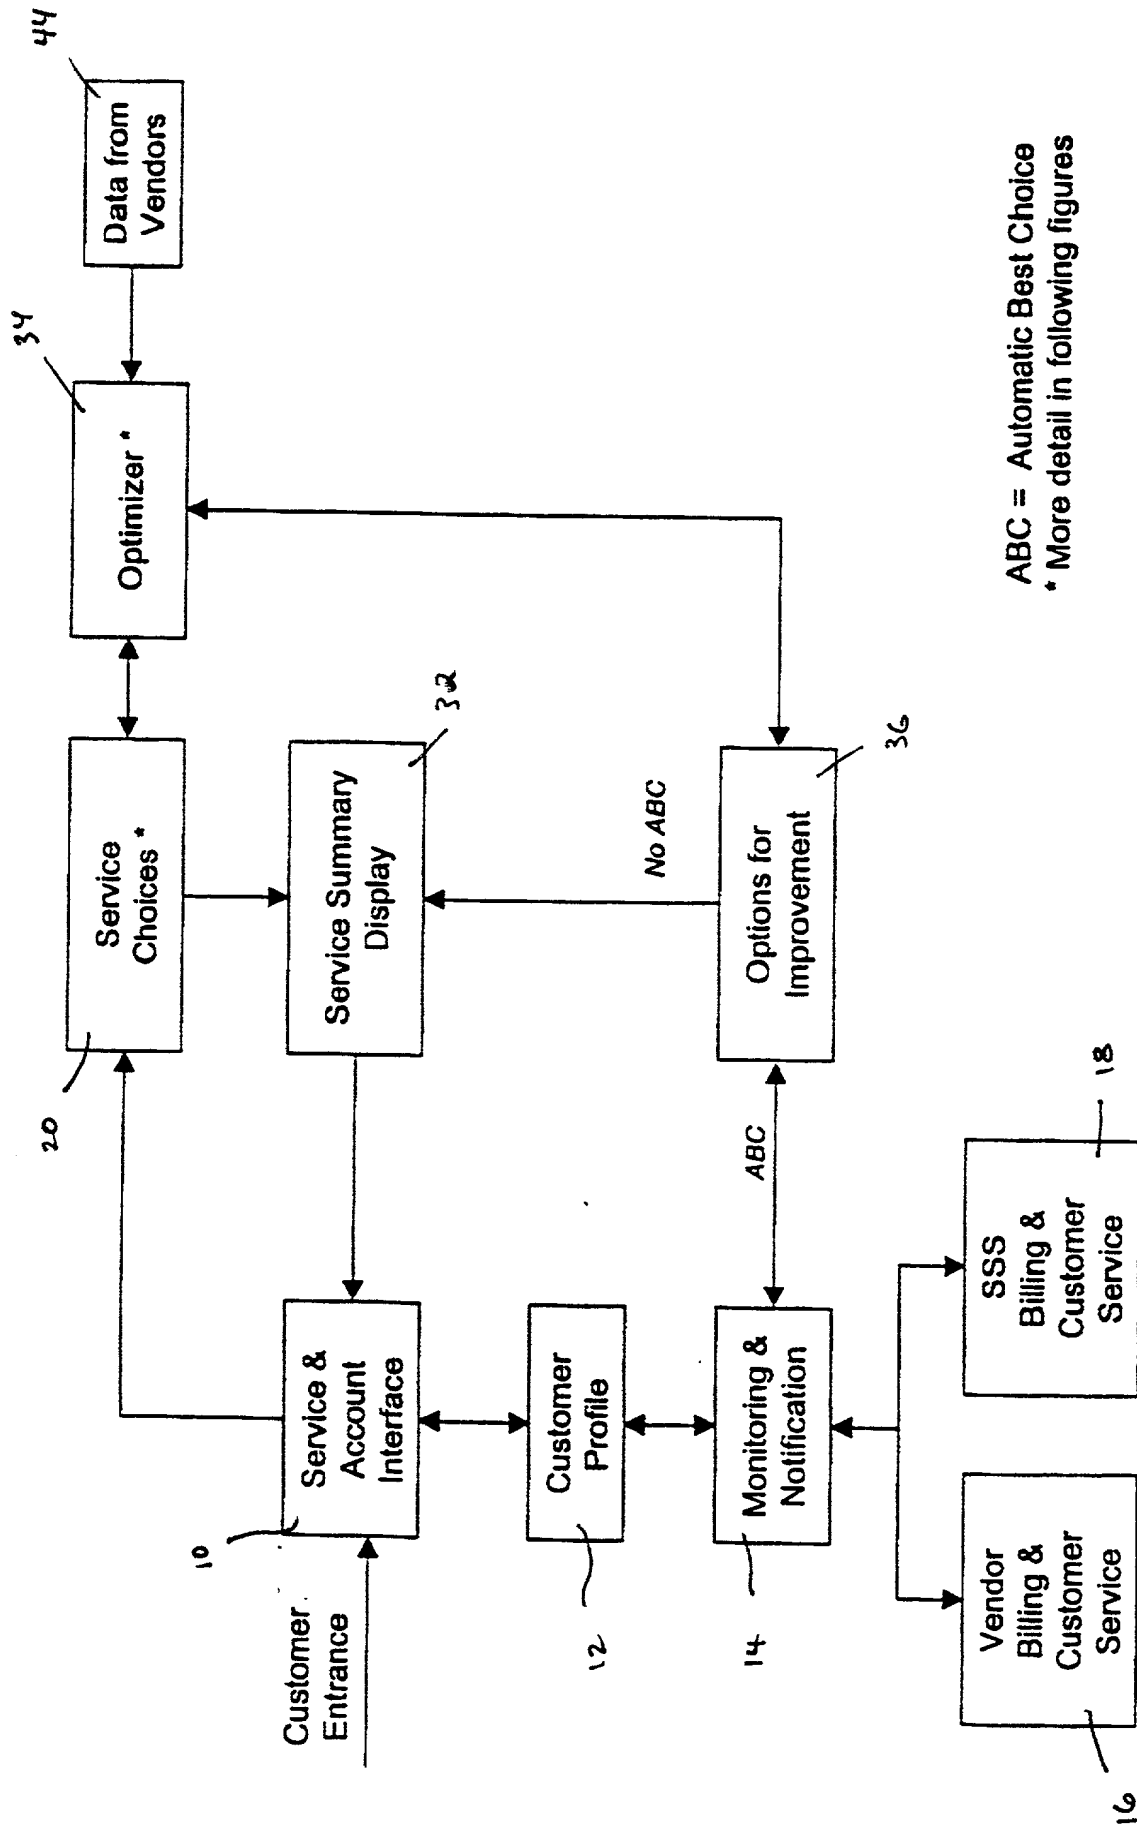 44
Data from
Vendors
34
Optimizer *
20
Service
Choices *
32
Service Summary
Display
No ABC
36
Options for
Improvement
ABC
10
Service &
Account
Interface
Customer
Entrance
12
Customer
Profile
14
Monitoring &
Notification
18
SSS
Billing &
Customer
Service
16
Vendor
Billing &
Customer
Service
ABC = Automatic Best Choice
* More detail in following figures